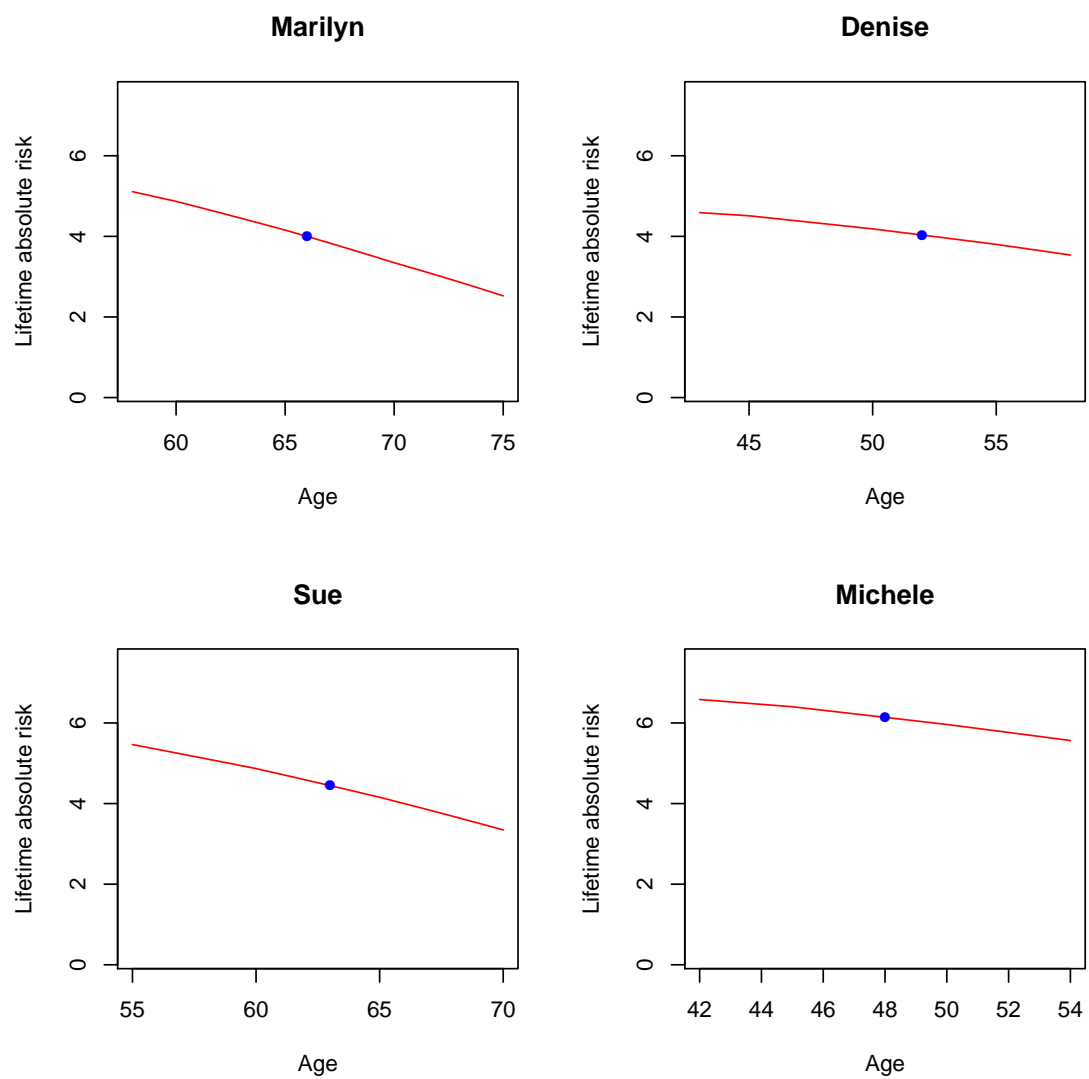 Marilyn
Lifetime absolute risk
0 2 4 6
60 65 70 75
Age
Denise
Lifetime absolute risk
0 2 4 6
45 50 55
Age
Sue
Lifetime absolute risk
0 2 4 6
55 60 65 70
Age
Michele
Lifetime absolute risk
0 2 4 6
42 44 46 48 50 52 54
Age